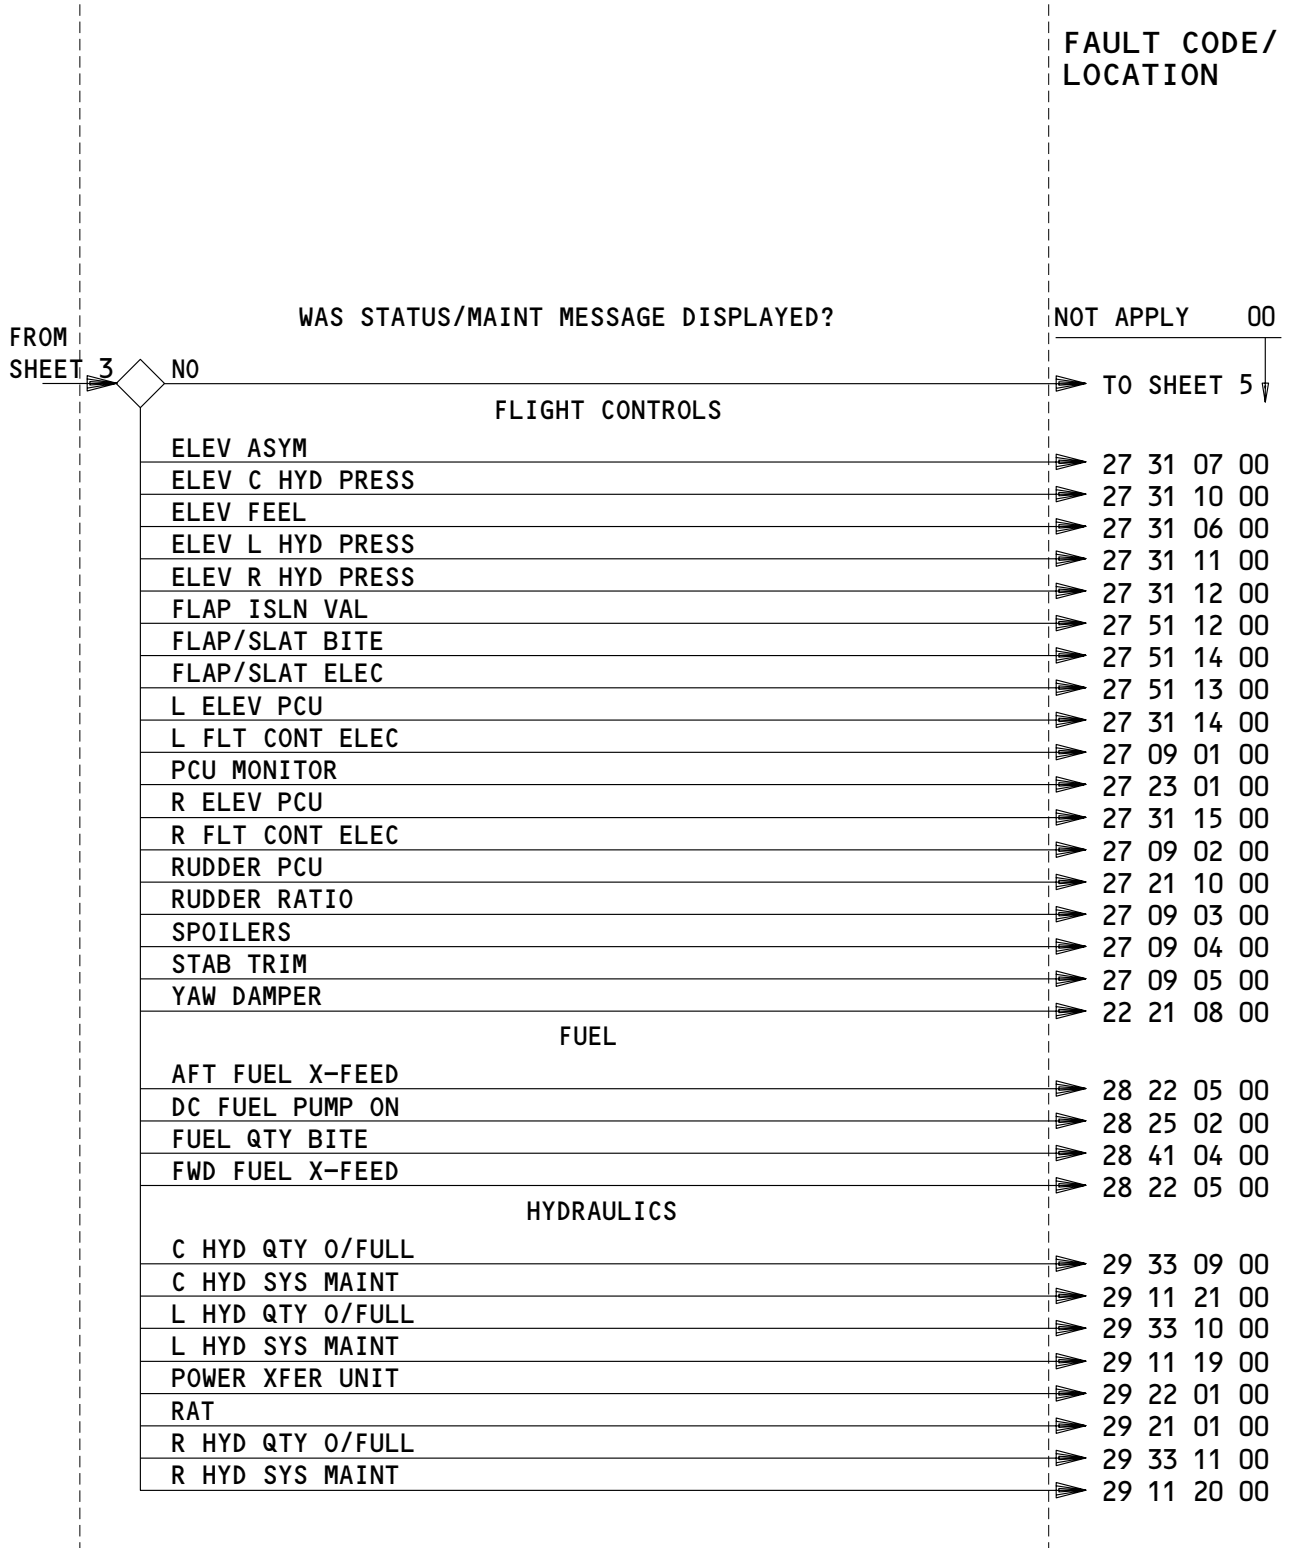 FAULT CODE/
LOCATION
WAS STATUS/MAINT MESSAGE DISPLAYED?
NOT APPLY 00
FROM
SHEET 3
NO
TO SHEET 5
FLIGHT CONTROLS
ELEV ASYM 27 31 07 00
ELEV C HYD PRESS 27 31 10 00
ELEV FEEL 27 31 06 00
ELEV L HYD PRESS 27 31 11 00
ELEV R HYD PRESS 27 31 12 00
FLAP ISLN VAL 27 51 12 00
FLAP/SLAT BITE 27 51 14 00
FLAP/SLAT ELEC 27 51 13 00
L ELEV PCU 27 31 14 00
L FLT CONT ELEC 27 09 01 00
PCU MONITOR 27 23 01 00
R ELEV PCU 27 31 15 00
R FLT CONT ELEC 27 09 02 00
RUDDER PCU 27 21 10 00
RUDDER RATIO 27 09 03 00
SPOILERS 27 09 04 00
STAB TRIM 27 09 05 00
YAW DAMPER 22 21 08 00
FUEL
AFT FUEL X-FEED 28 22 05 00
DC FUEL PUMP ON 28 25 02 00
FUEL QTY BITE 28 41 04 00
FWD FUEL X-FEED 28 22 05 00
HYDRAULICS
C HYD QTY O/FULL 29 33 09 00
C HYD SYS MAINT 29 11 21 00
L HYD QTY O/FULL 29 33 10 00
L HYD SYS MAINT 29 11 19 00
POWER XFER UNIT 29 22 01 00
RAT 29 21 01 00
R HYD QTY O/FULL 29 33 11 00
R HYD SYS MAINT 29 11 20 00